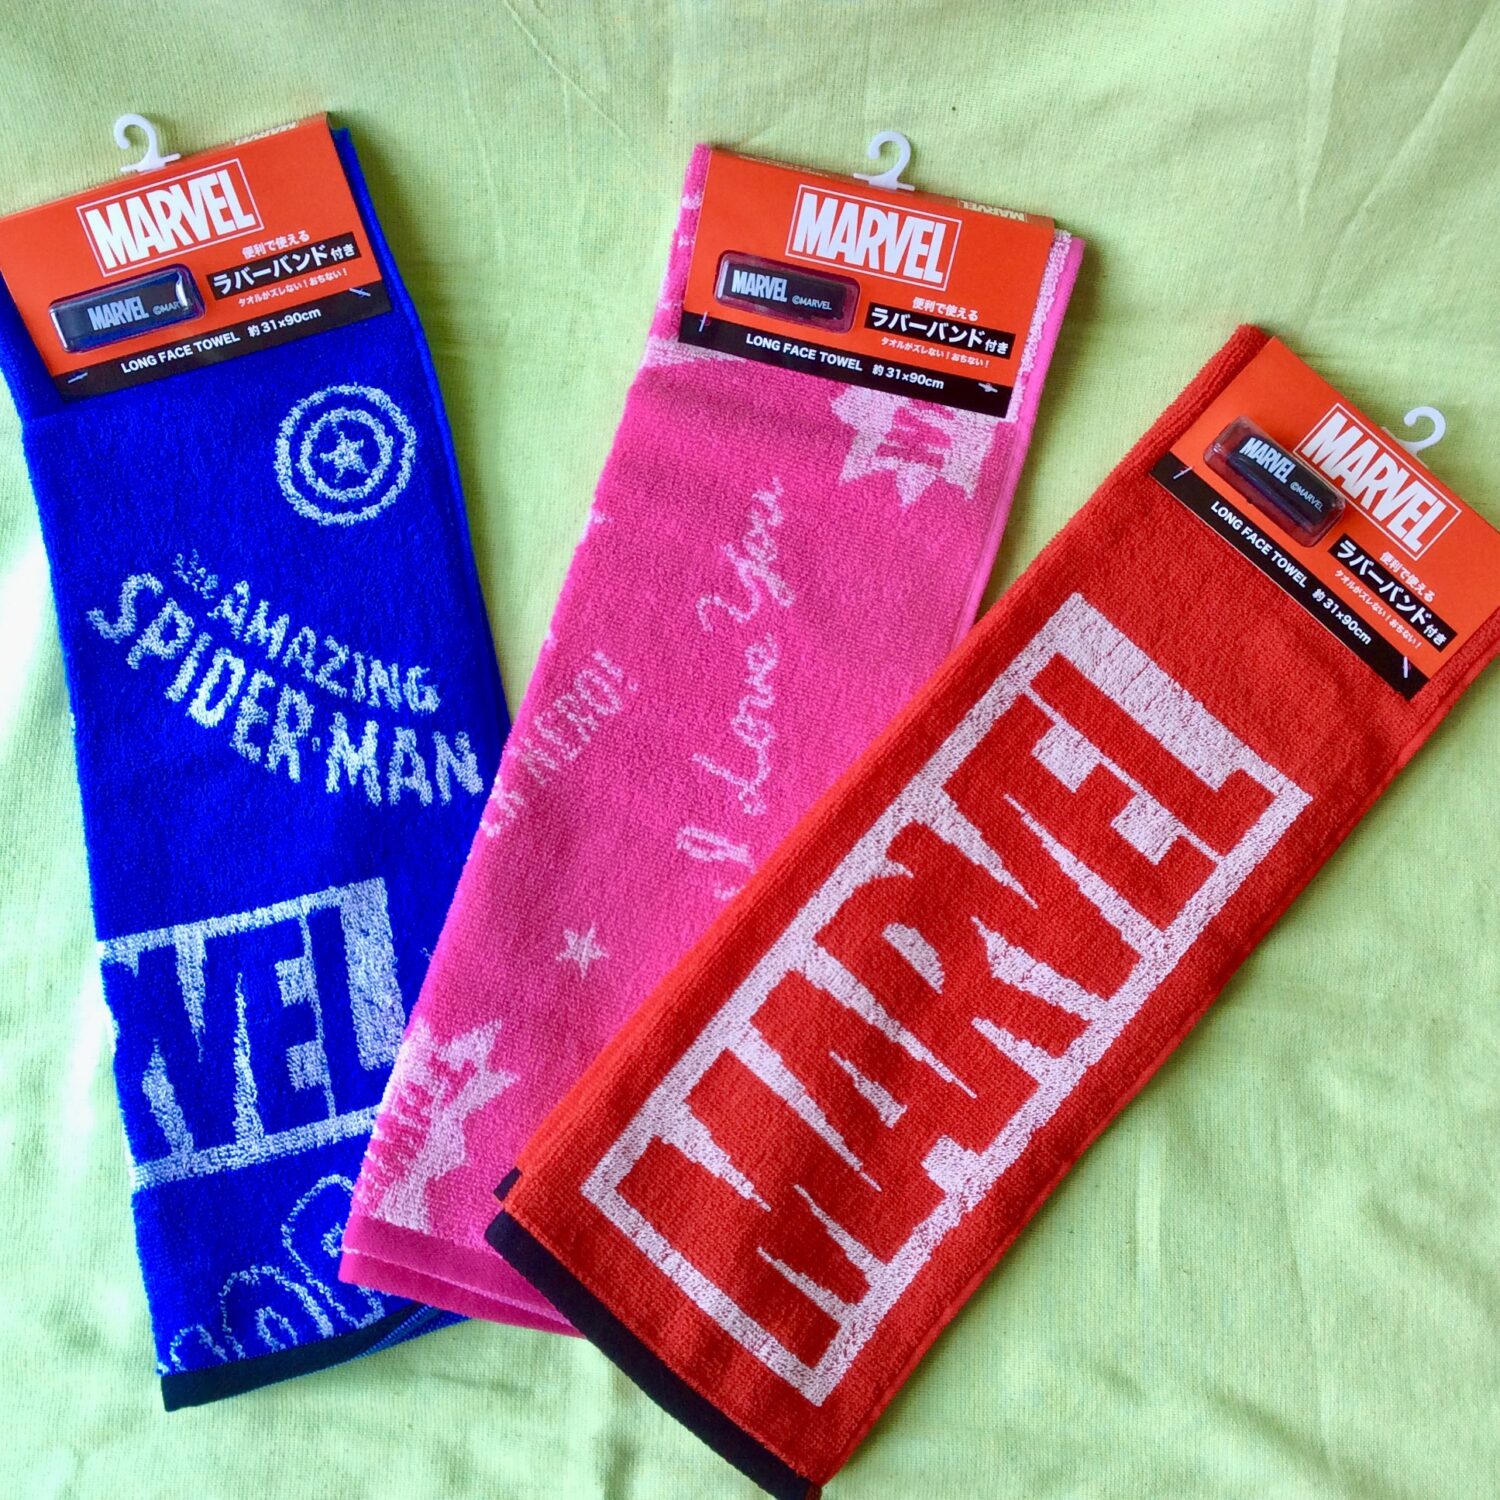 MARVEL
便利で使える
ラバーバンド付き
タオルがズレない!おちない!
MARVEL ©MAR
LONG FACE TOWEL 約31×90cm
the AMAZING
SPIDER-MAN
VEL
MARVEL
MARVEL
便利で使える
ラバーバンド付き
タオルがズレない!おちない!
MARVEL ©MARVEL
LONG FACE TOWEL 約31×90cm
I Love You
NERO!
MARVEL
便利で使える
ラバーバンド付き
タオルがズレない!おちない!
MARVEL ©MARVEL
LONG FACE TOWEL 約31×90cm
MARVEL